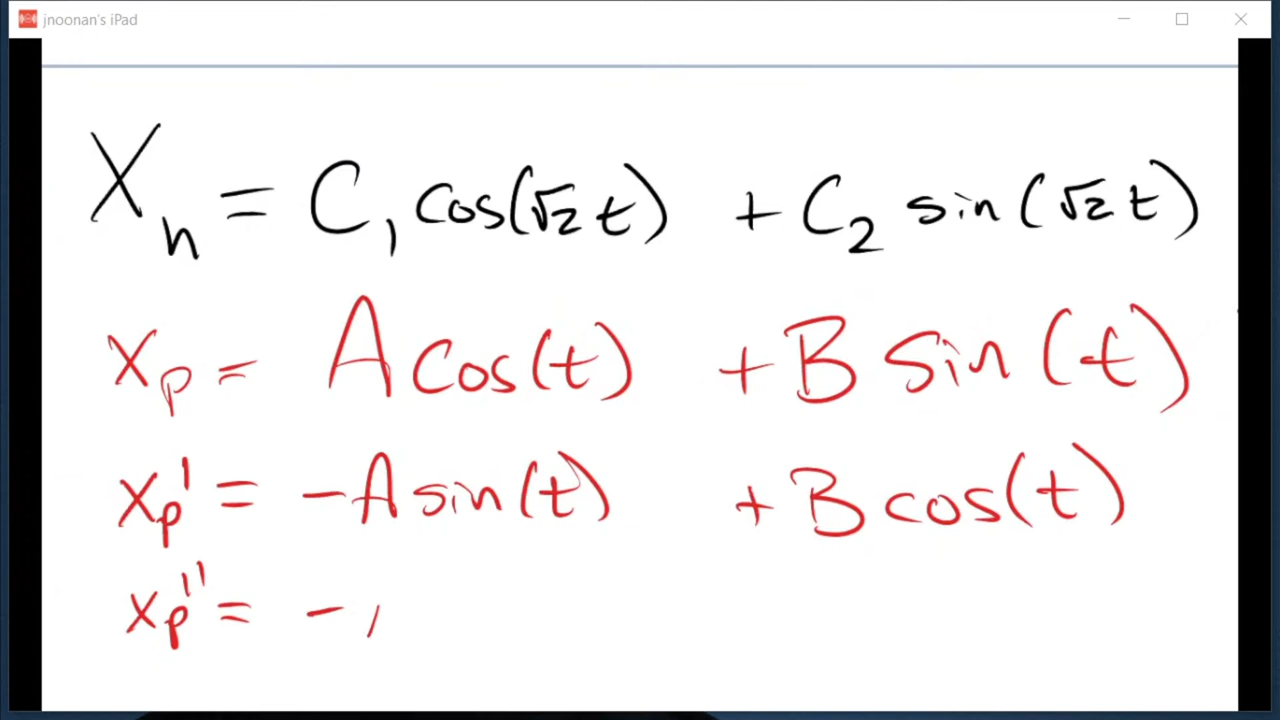 jnoonan's iPad
Xₕ = C₁ cos(√2 t) + C₂ sin(√2 t)
xₚ = A cos(t) + B sin(t)
xₚ' = -A sin(t) + B cos(t)
xₚ'' = -